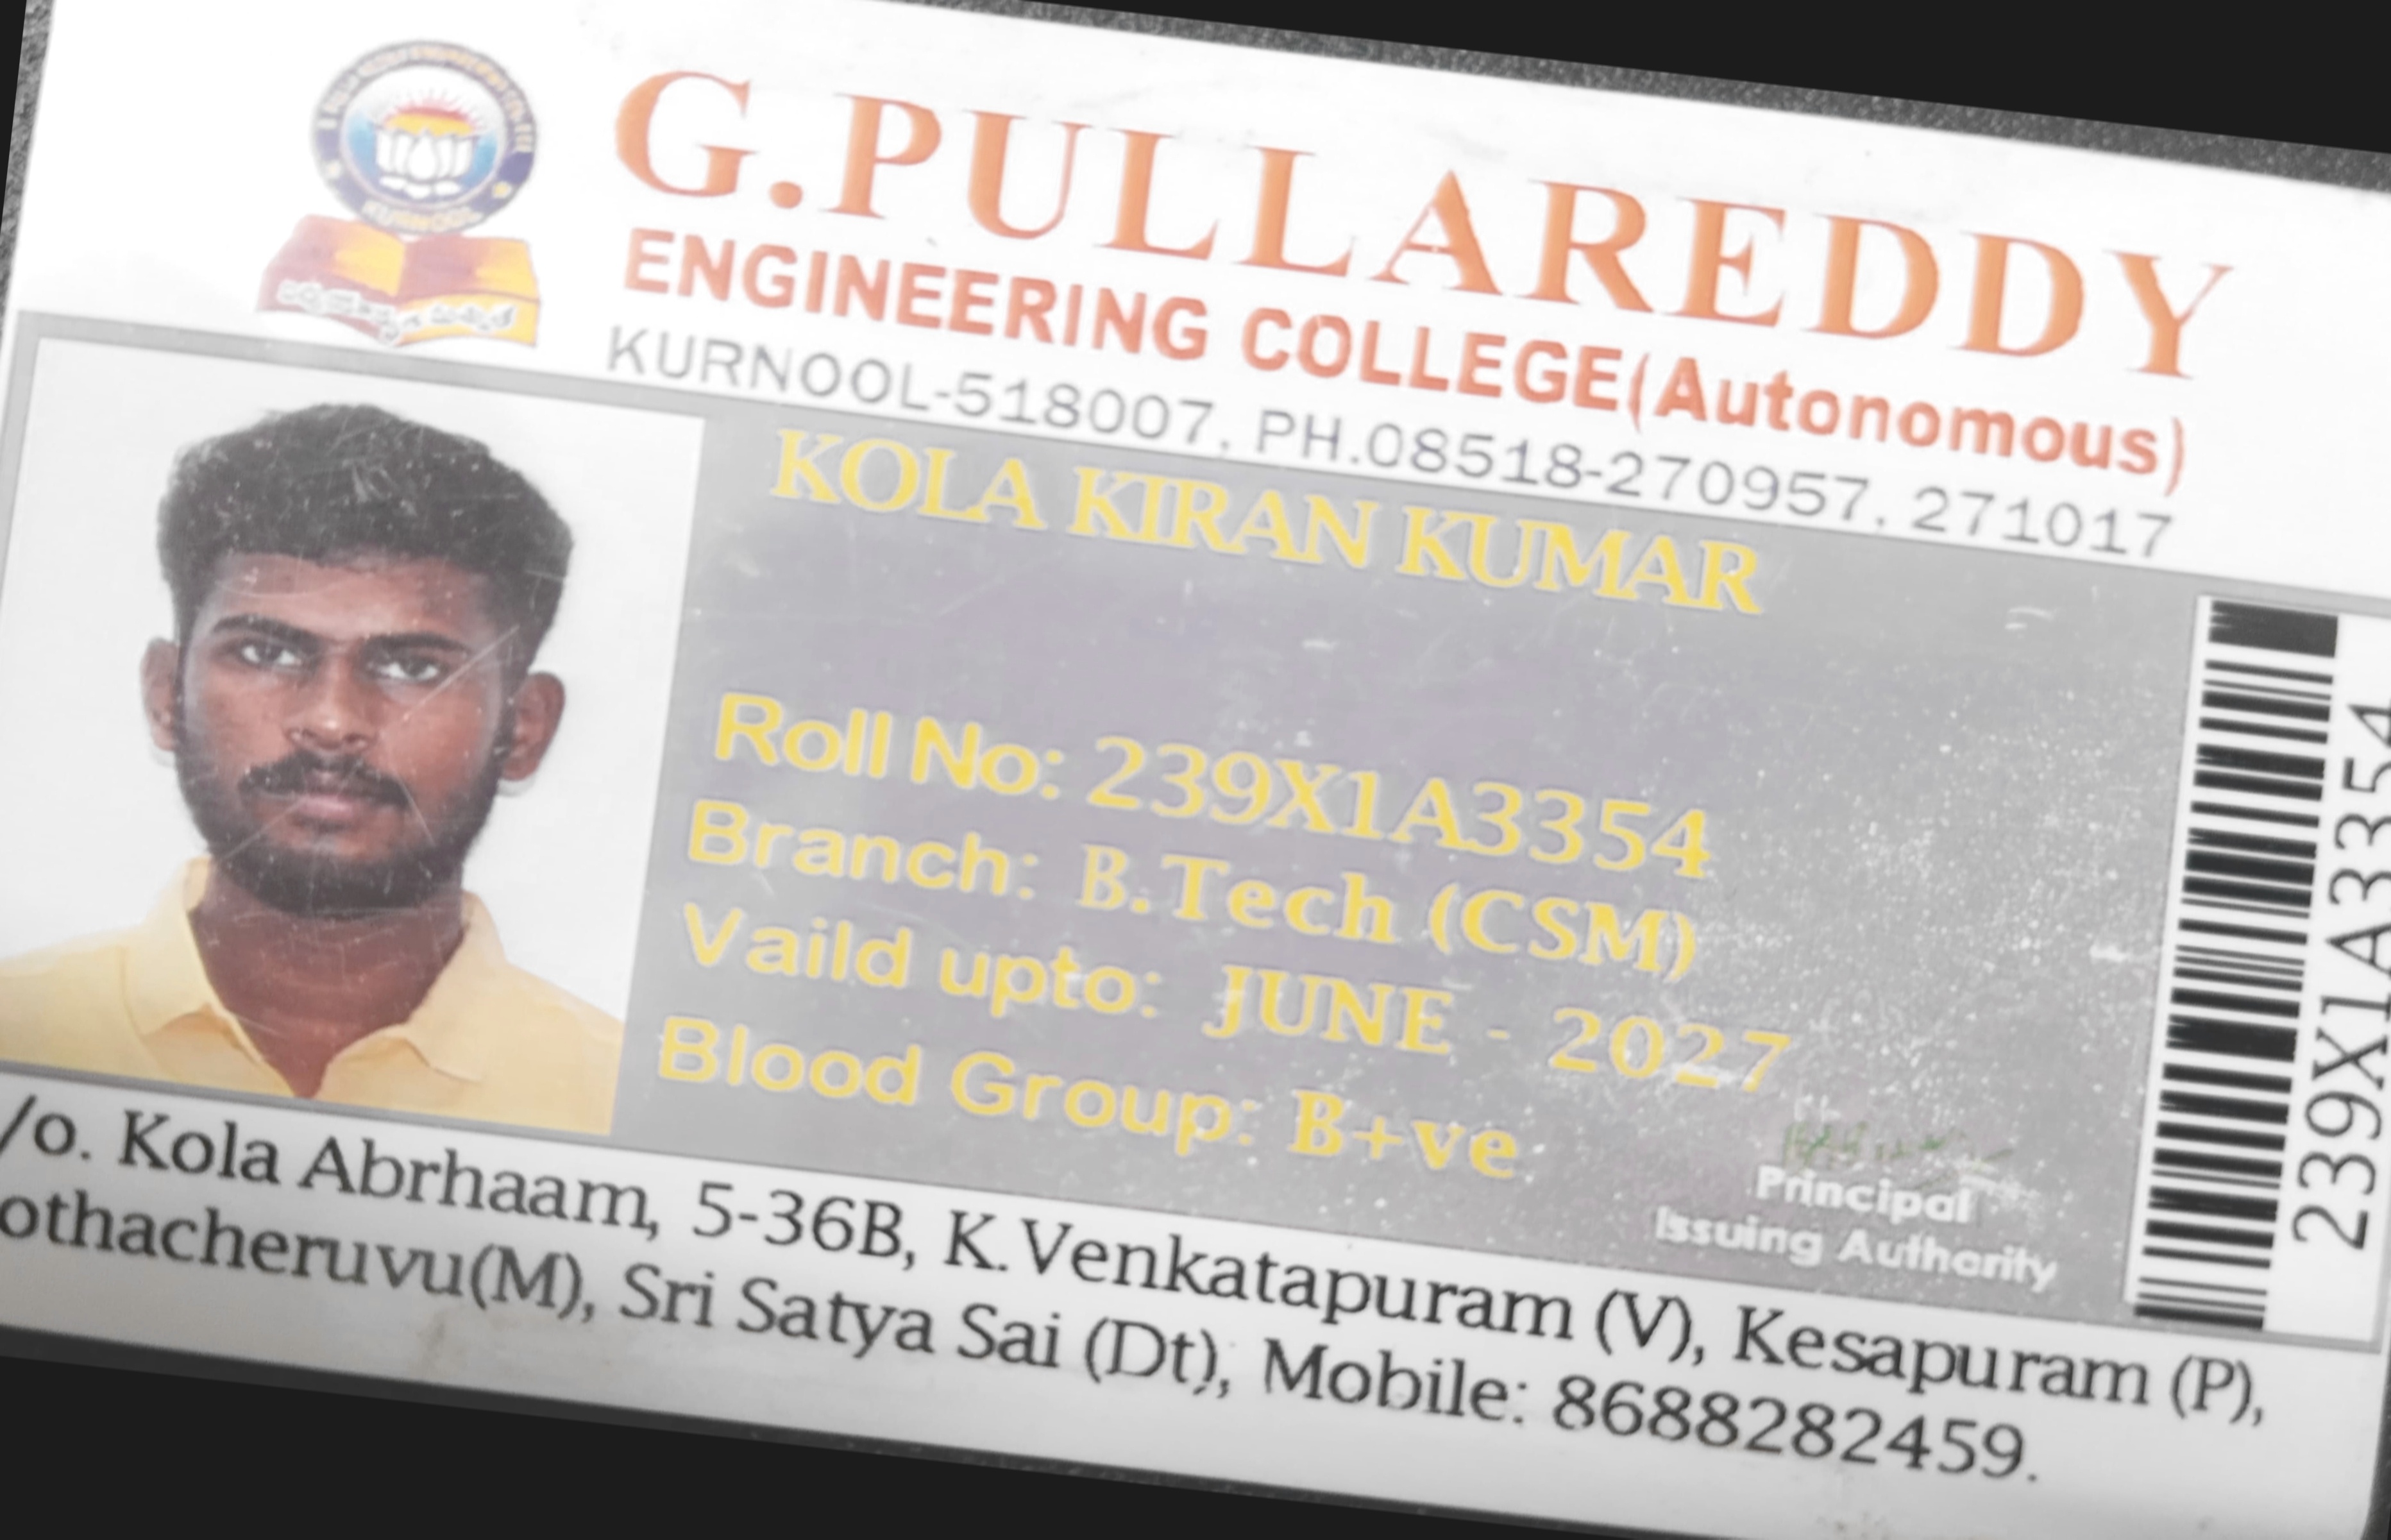 G.PULLAREDDY
ENGINEERING COLLEGE(Autonomous)
KURNOOL-518007, PH.08518-270957, 271017
KURNOOL
KOLA KIRAN KUMAR
Roll No: 239X1A3354
Branch: B.Tech (CSM)
Vaild upto: JUNE - 2027
Blood Group: B+ve
Principal
Issuing Authority
239X1A3354
/o. Kola Abrhaam, 5-36B, K.Venkatapuram (V), Kesapuram (P),
othacheruvu(M), Sri Satya Sai (Dt), Mobile: 8688282459.